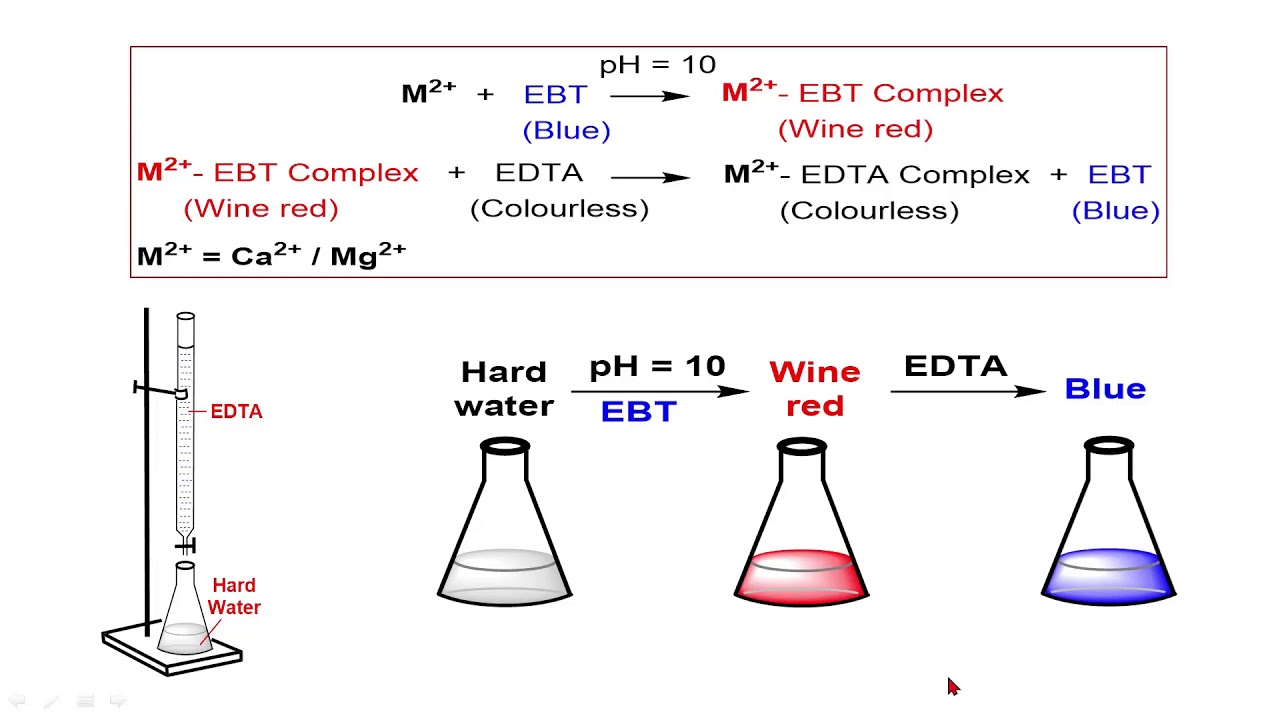 pH = 10
M²⁺ + EBT M²⁺- EBT Complex
(Blue) (Wine red)
M²⁺- EBT Complex + EDTA M²⁺- EDTA Complex + EBT
(Wine red) (Colourless) (Colourless) (Blue)
M²⁺ = Ca²⁺ / Mg²⁺
EDTA
Hard
Water
Hard
water
pH = 10
EBT
Wine
red
EDTA
Blue